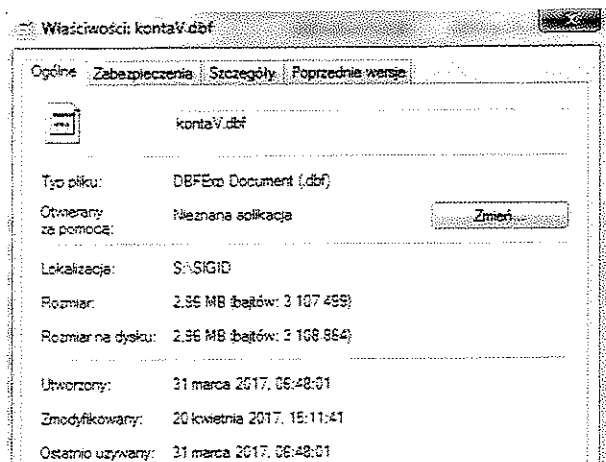 Właściwości: kontaV.dbf
Ogólne Zabezpieczenia Szczegóły Poprzednie wersje
kontaV.dbf
Typ pliku: DBFExp Document (.dbf)
Otwierany za pomocą: Nieznana aplikacja Zmień...
Lokalizacja: S:\SIGID
Rozmiar: 2,96 MB (bajtów: 3 107 499)
Rozmiar na dysku: 2,96 MB (bajtów: 3 108 864)
Utworzony: 31 marca 2017, 06:48:01
Zmodyfikowany: 20 kwietnia 2017, 15:11:41
Ostatnio używany: 31 marca 2017, 06:48:01